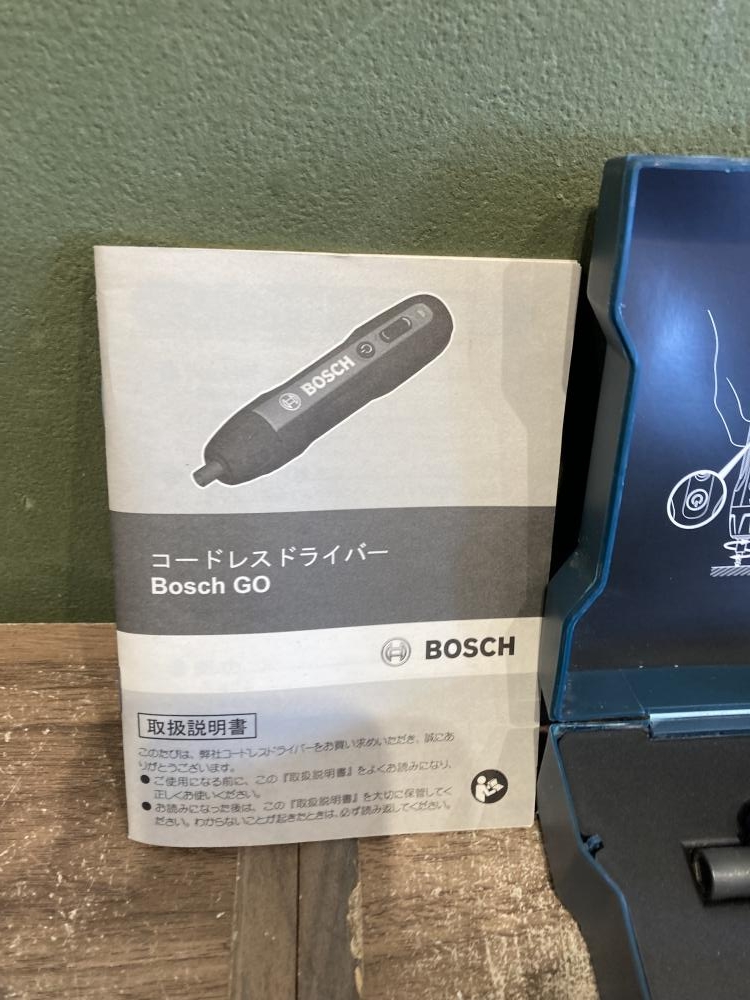 BOSCH
コードレスドライバー
Bosch GO
BOSCH
取扱説明書
このたびは、弊社コードレスドライバーをお買い求めいただき、誠にあ
りがとうございます。
● ご使用になる前に、この『取扱説明書』をよくお読みになり、
正しくお使いください。
● お読みになった後は、この『取扱説明書』を大切に保管してく
ださい。わからないことが起きたときは、必ず読み返してください。